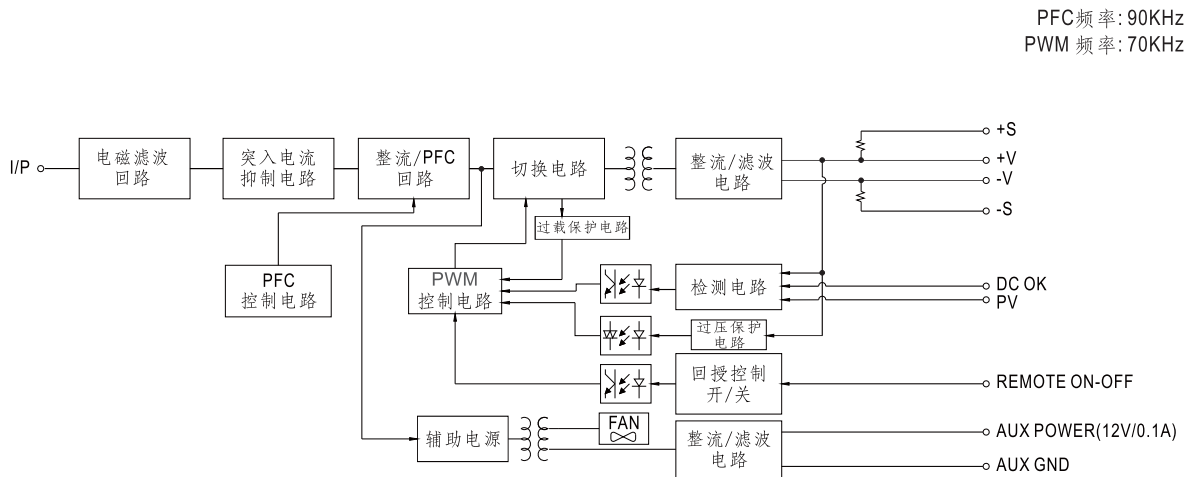 PFC频率: 90KHz
PWM 频率: 70KHz
I/P
电磁滤波
回路
突入电流
抑制电路
整流/PFC
回路
切换电路
整流/滤波
电路
+S
+V
-V
-S
过载保护电路
PFC
控制电路
PWM
控制电路
检测电路
DC OK
PV
过压保护
电路
回授控制
开/关
REMOTE ON-OFF
辅助电源
FAN
整流/滤波
电路
AUX POWER(12V/0.1A)
AUX GND